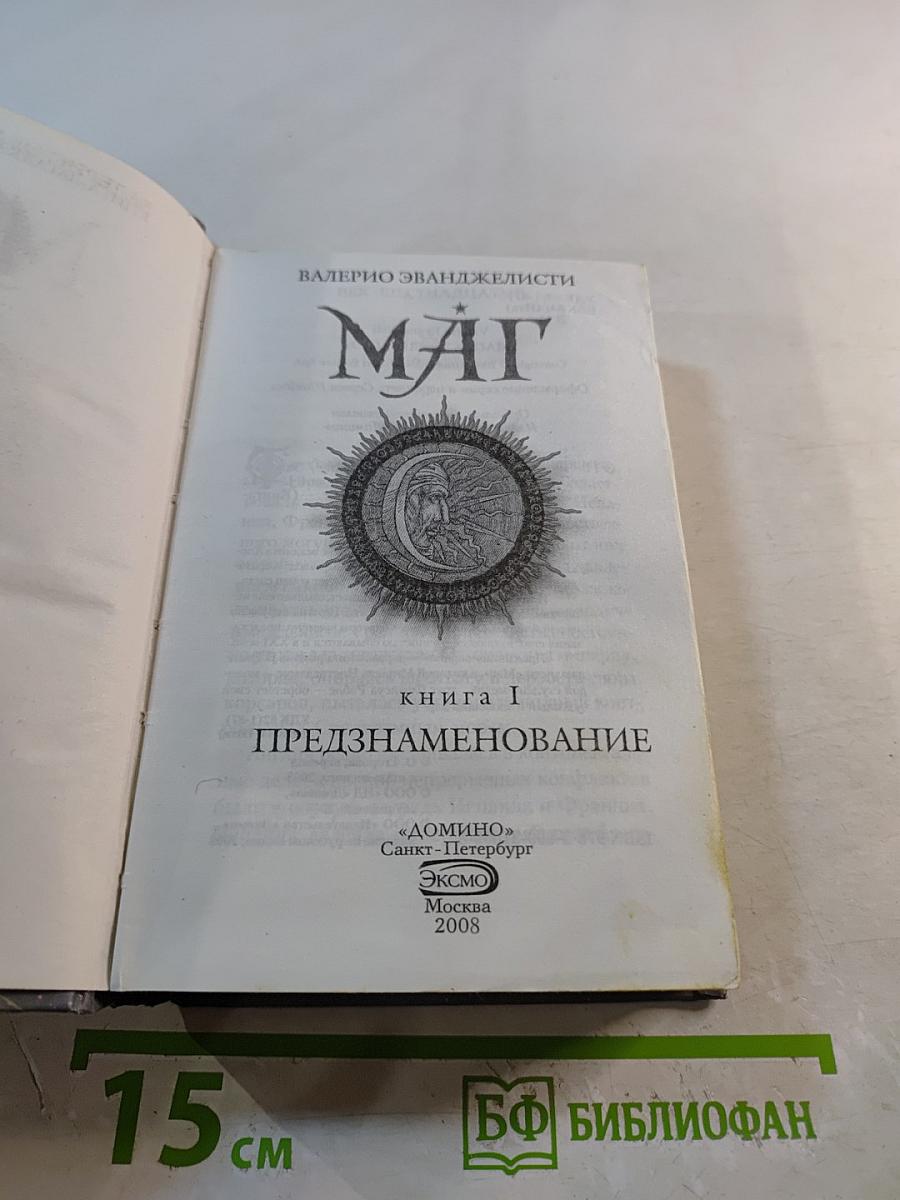 ВАЛЕРИО ЭВАНДЖЕЛИСТИ
МАГ
книга I
ПРЕДЗНАМЕНОВАНИЕ
«ДОМИНО»
Санкт-Петербург
ЭКСМО
Москва
2008
15 см
БФ БИБЛИОФАН